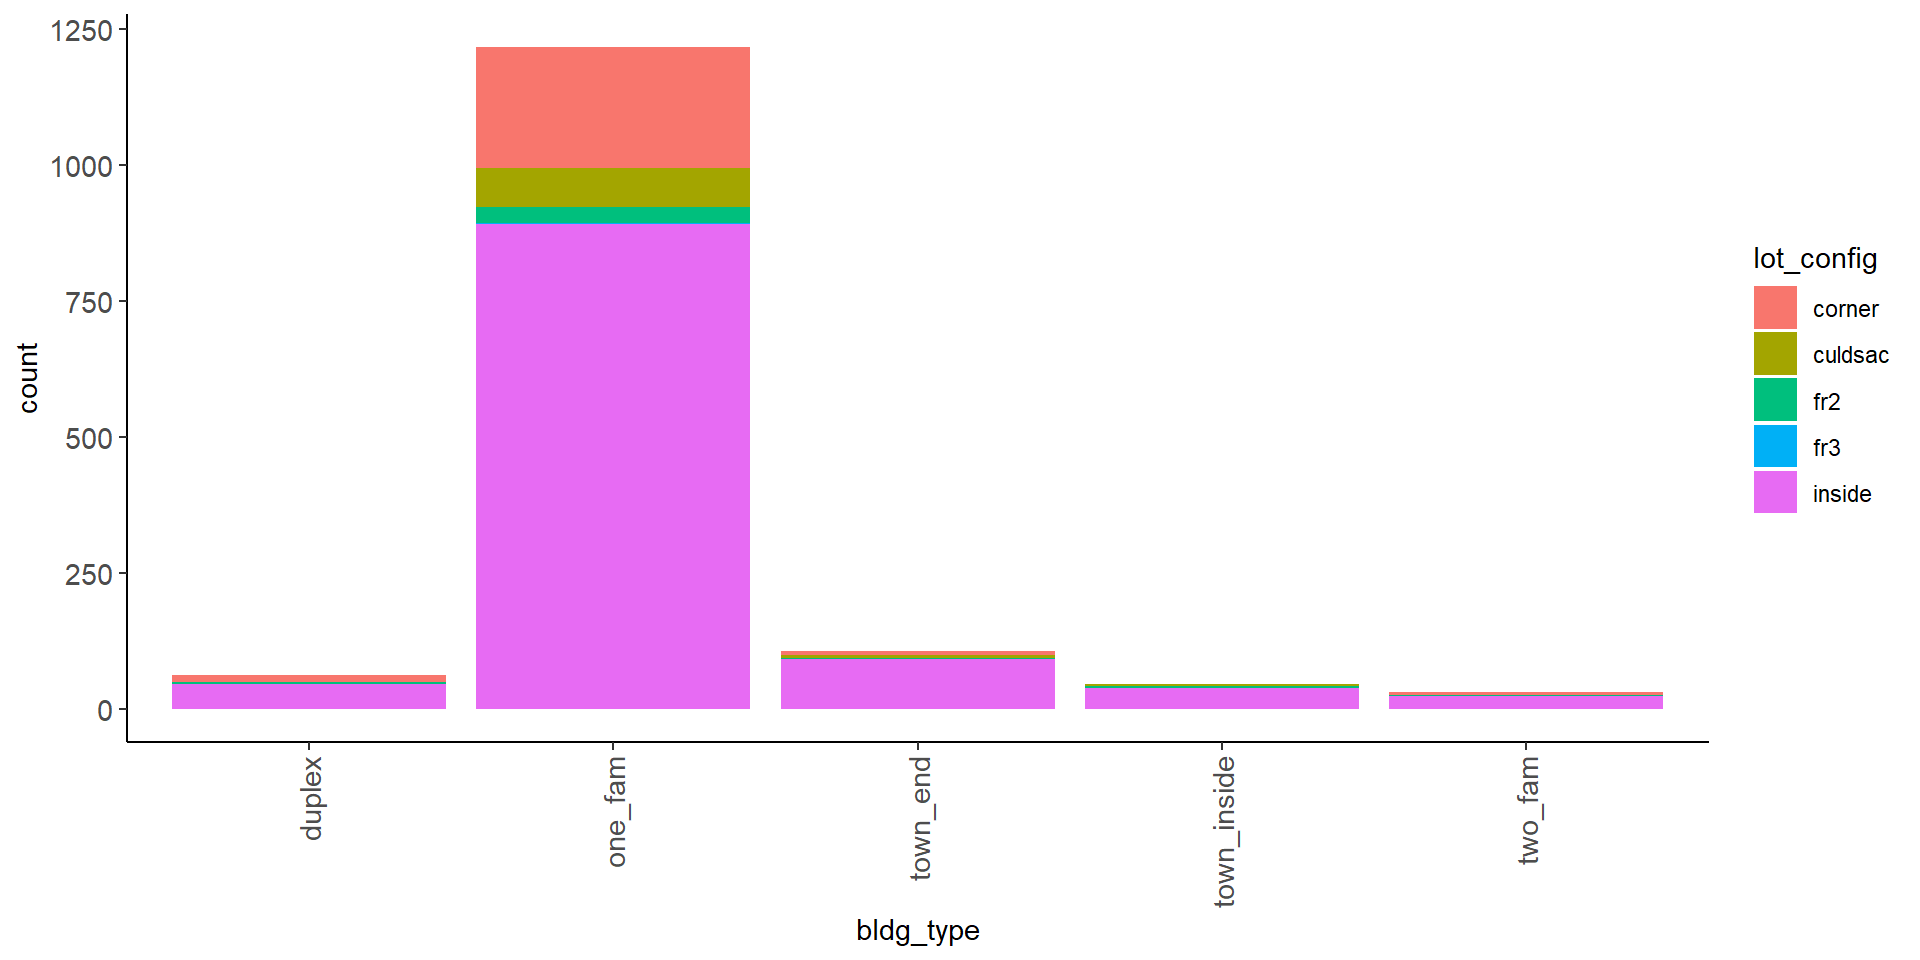 1250
1000
750
500
250
0
count
duplex
one_fam
town_end
town_inside
two_fam
bldg_type
lot_config
corner
culdsac
fr2
fr3
inside